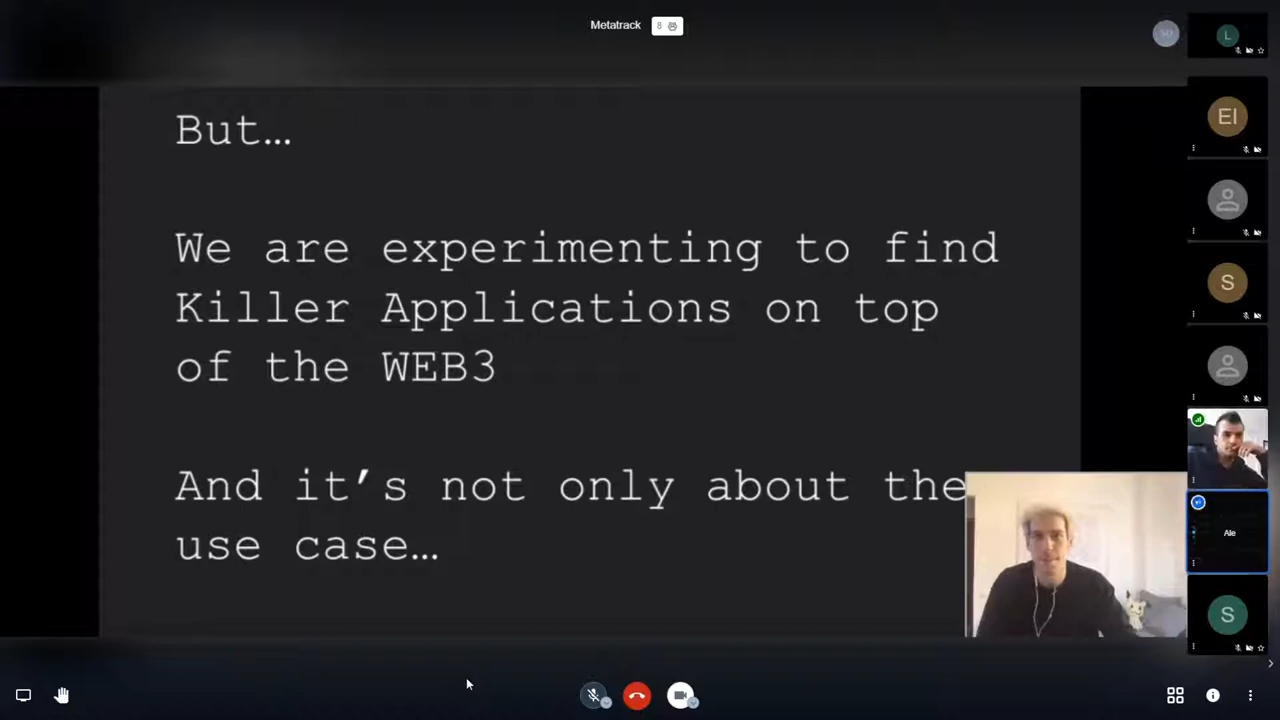 Metatrack 8
L
EI
S
But…
We are experimenting to find
Killer Applications on top
of the WEB3
And it’s not only about the
use case…
Ale
S